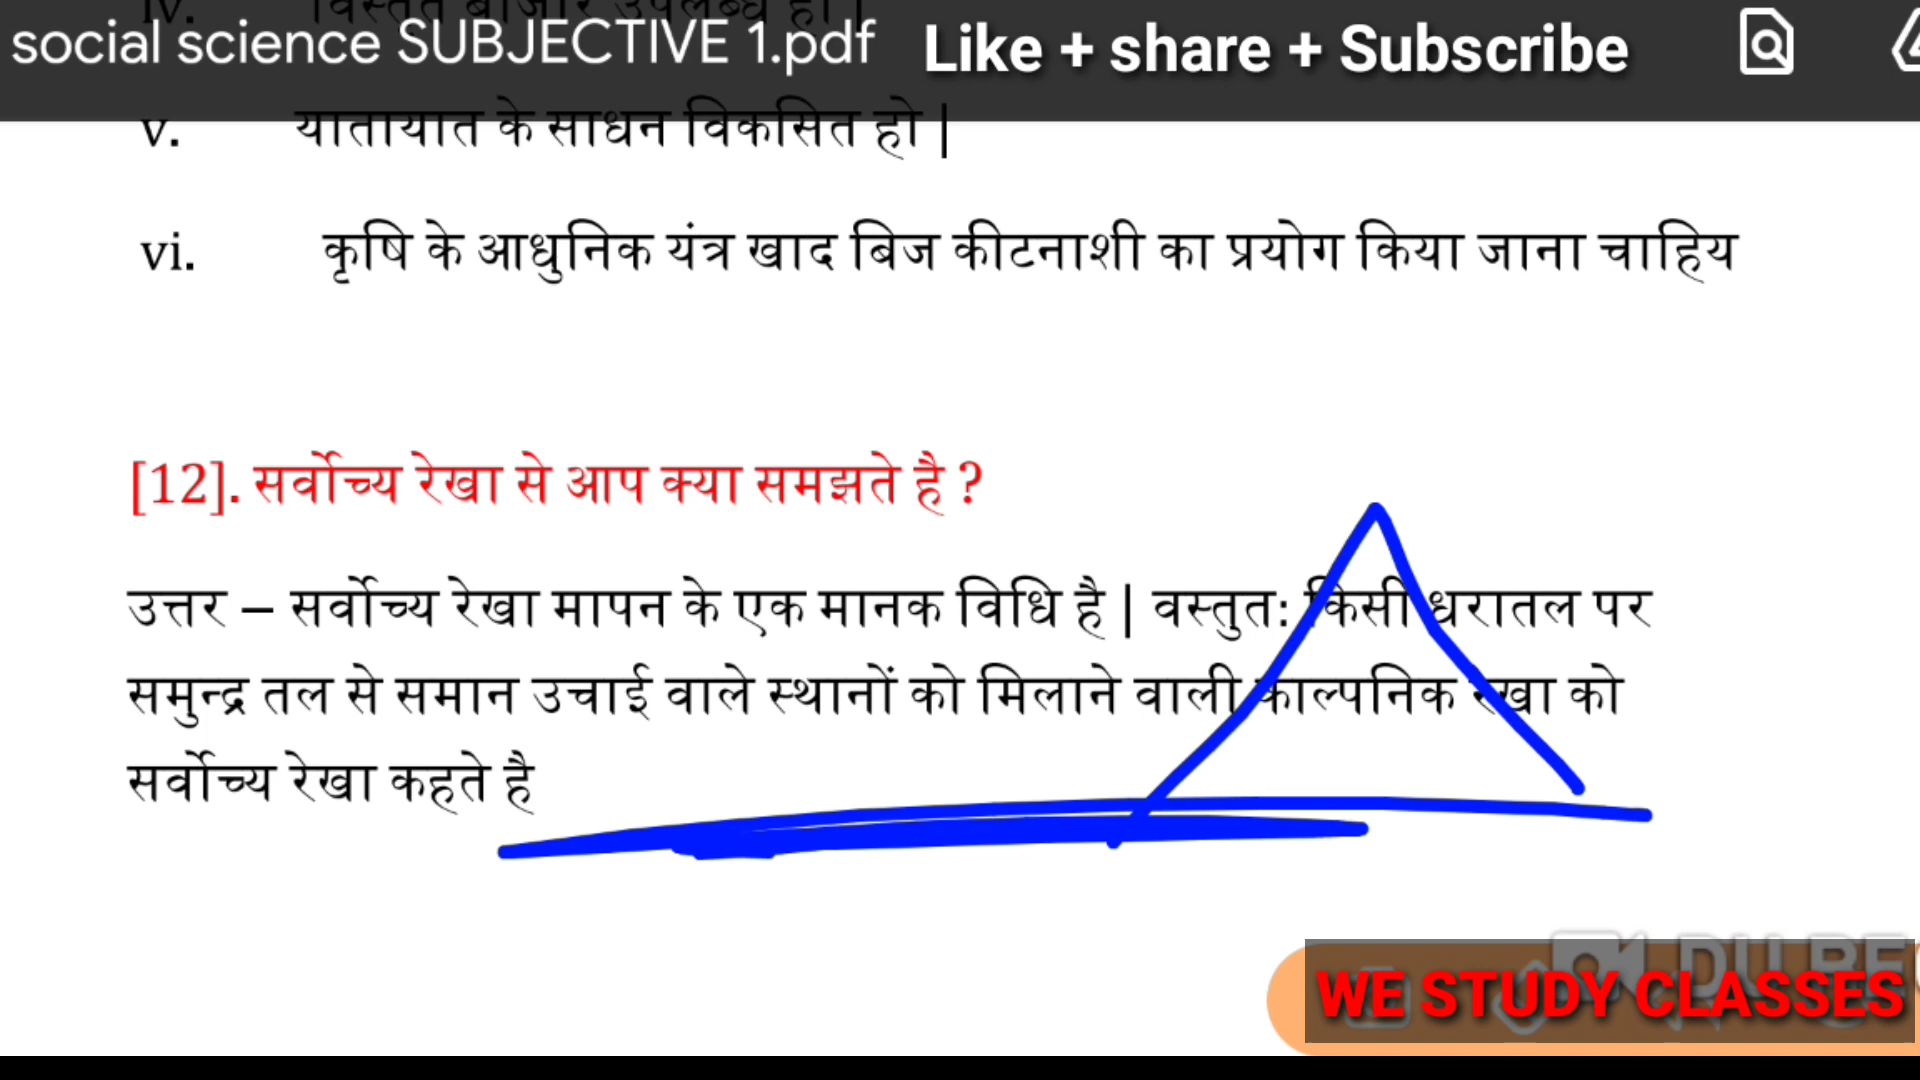 iv. विस्तृत बाजार उपलब्ध हो |
social science SUBJECTIVE 1.pdf Like + share + Subscribe
v. यातायात के साधन विकसित हो |
vi. कृषि के आधुनिक यंत्र खाद बिज कीटनाशी का प्रयोग किया जाना चाहिय
[12]. सर्वोच्य रेखा से आप क्या समझते है ?
उत्तर – सर्वोच्य रेखा मापन के एक मानक विधि है | वस्तुत: किसी धरातल पर
समुन्द्र तल से समान उचाई वाले स्थानों को मिलाने वाली काल्पनिक रेखा को
सर्वोच्य रेखा कहते है
WE STUDY CLASSES